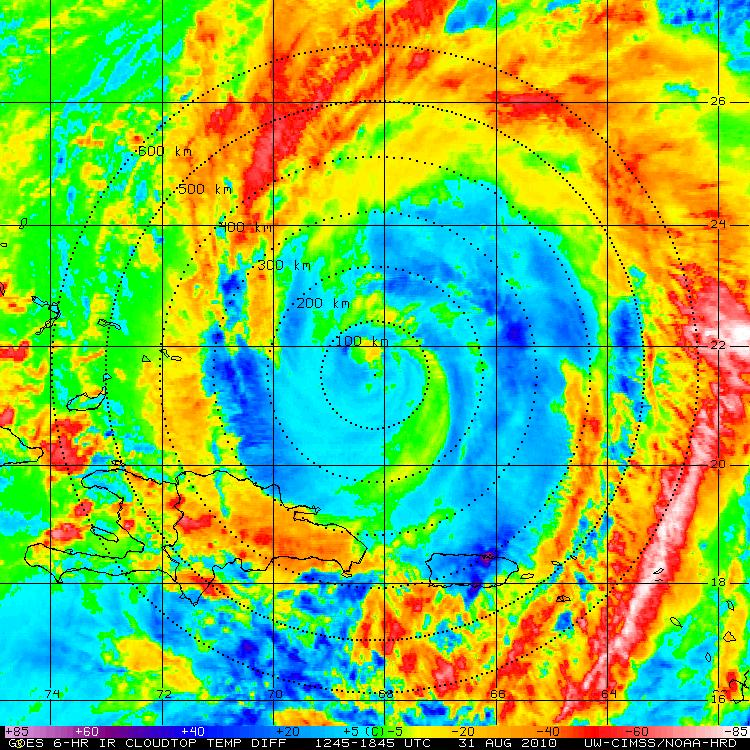 26
600 km
500 km
24
400 km
300 km
200 km
100 km
22
20
18
74 72 70 68 66 64 16
+85 +60 +40 +20 +5 (C) -5 -20 -40 -60 -85
GOES 6-HR IR CLOUDTOP TEMP DIFF 1245-1845 UTC 31 AUG 2010 UW-CIMSS/NOAA-HRD